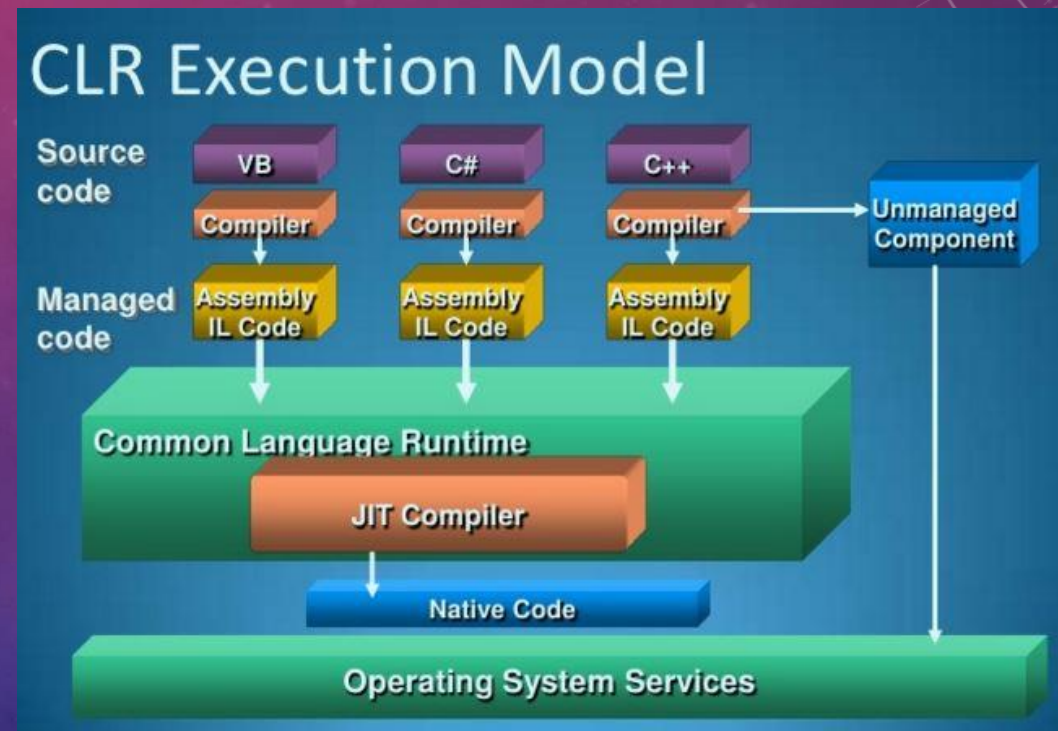 CLR Execution Model
Source
code
VB
C#
C++
Compiler
Compiler
Compiler
Unmanaged
Component
Managed
code
Assembly
IL Code
Assembly
IL Code
Assembly
IL Code
Common Language Runtime
JIT Compiler
Native Code
Operating System Services